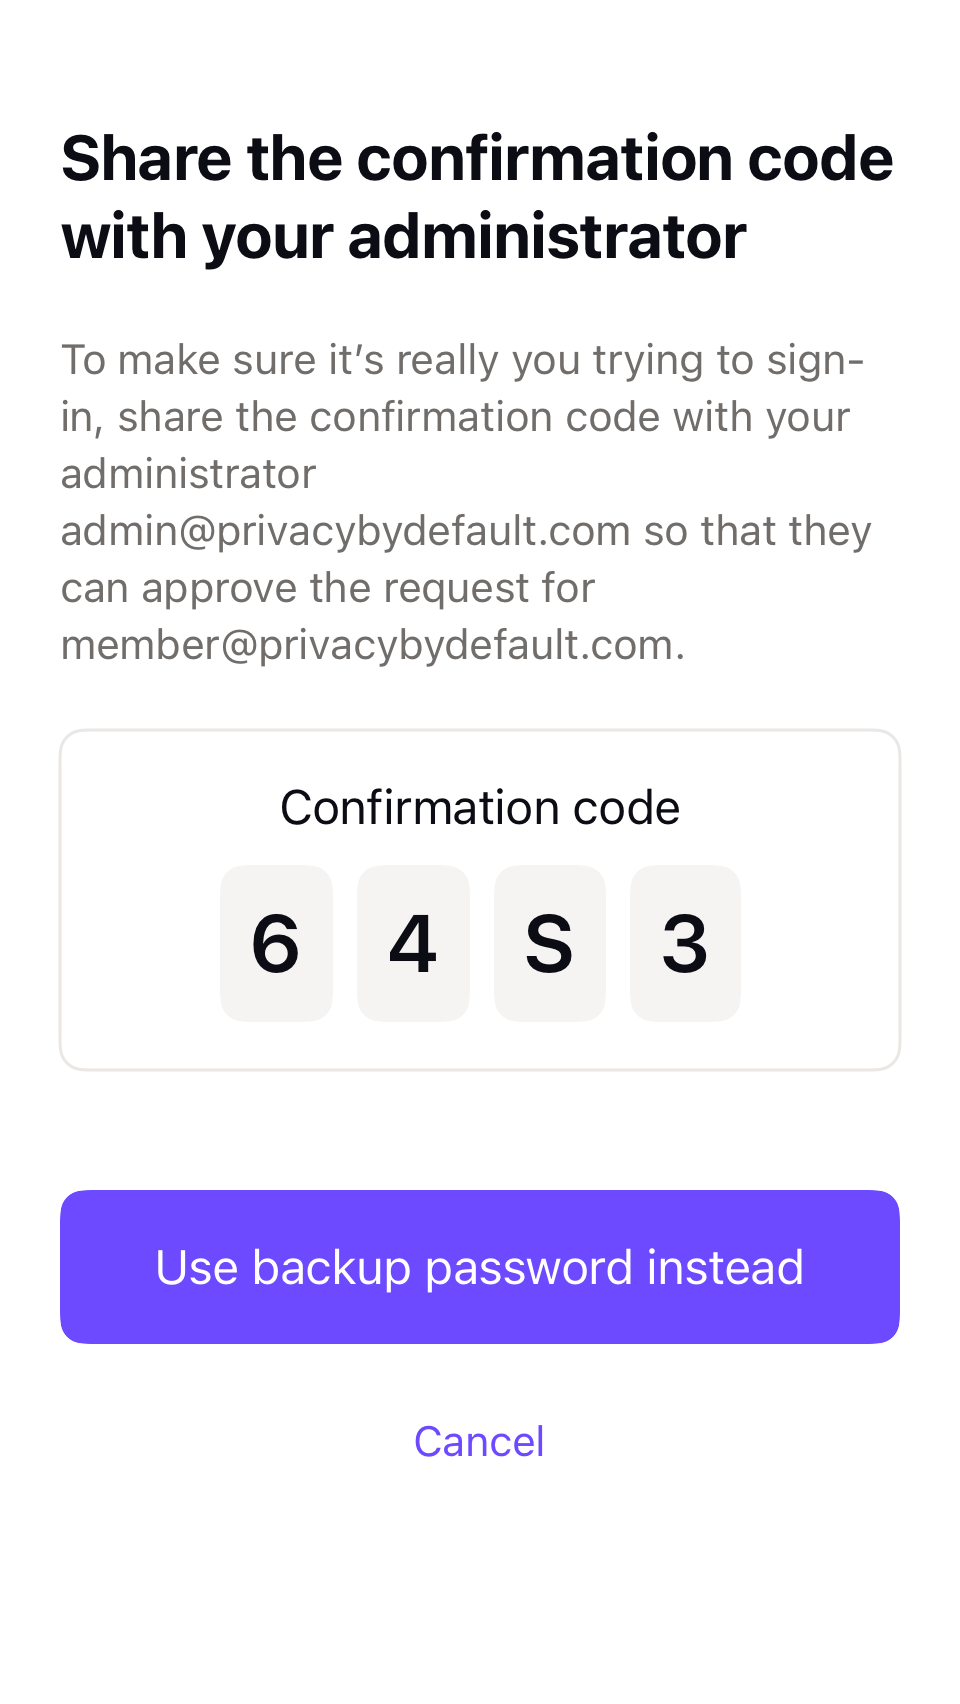 Share the confirmation code
with your administrator
To make sure it’s really you trying to sign-
in, share the confirmation code with your
administrator
admin@privacybydefault.com so that they
can approve the request for
member@privacybydefault.com.
Confirmation code
6 4 S 3
Use backup password instead
Cancel